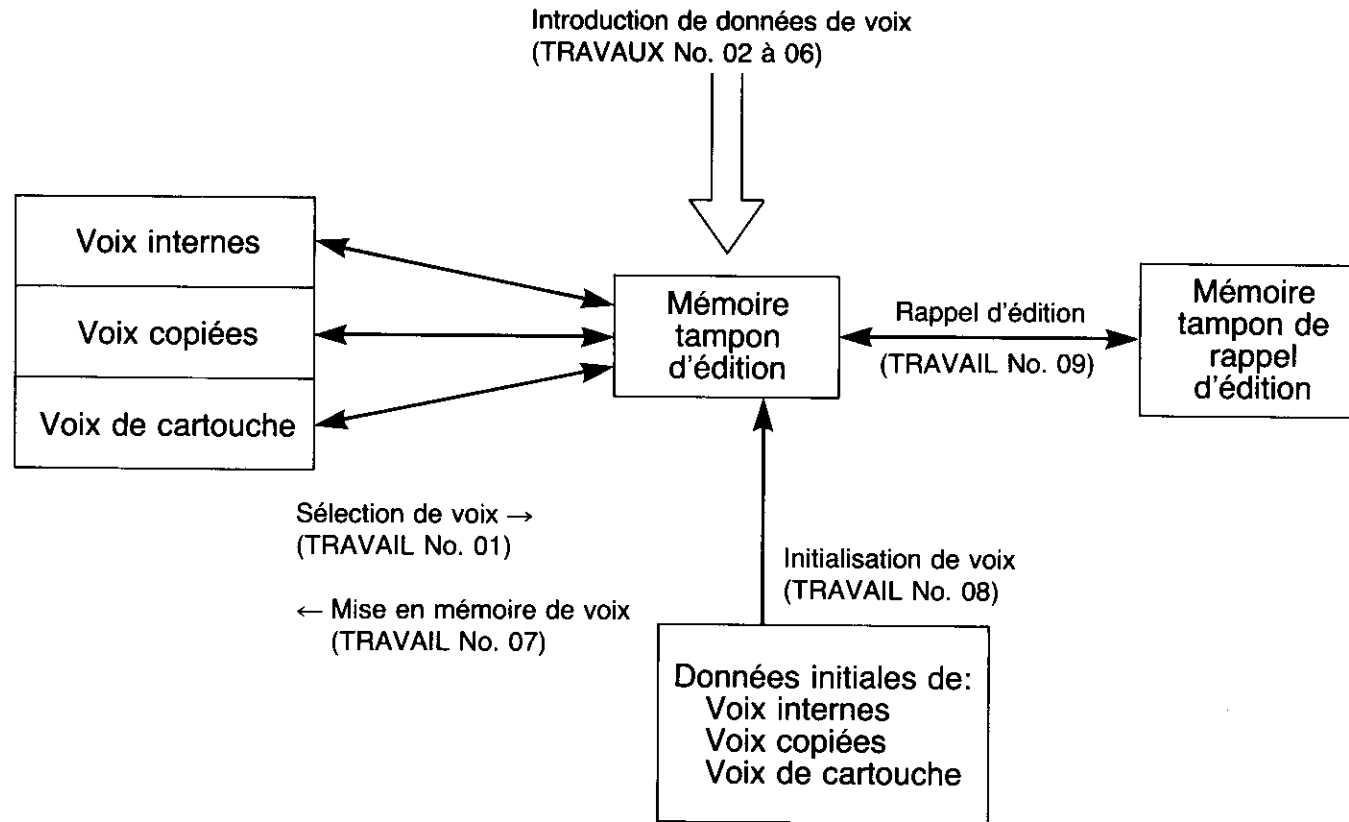 Introduction de données de voix
(TRAVAUX No. 02 à 06)
Voix internes
Voix copiées
Voix de cartouche
Mémoire
tampon
d'édition
Rappel d'édition
(TRAVAIL No. 09)
Mémoire
tampon de
rappel
d'édition
Sélection de voix →
(TRAVAIL No. 01)
← Mise en mémoire de voix
(TRAVAIL No. 07)
Initialisation de voix
(TRAVAIL No. 08)
Données initiales de:
Voix internes
Voix copiées
Voix de cartouche